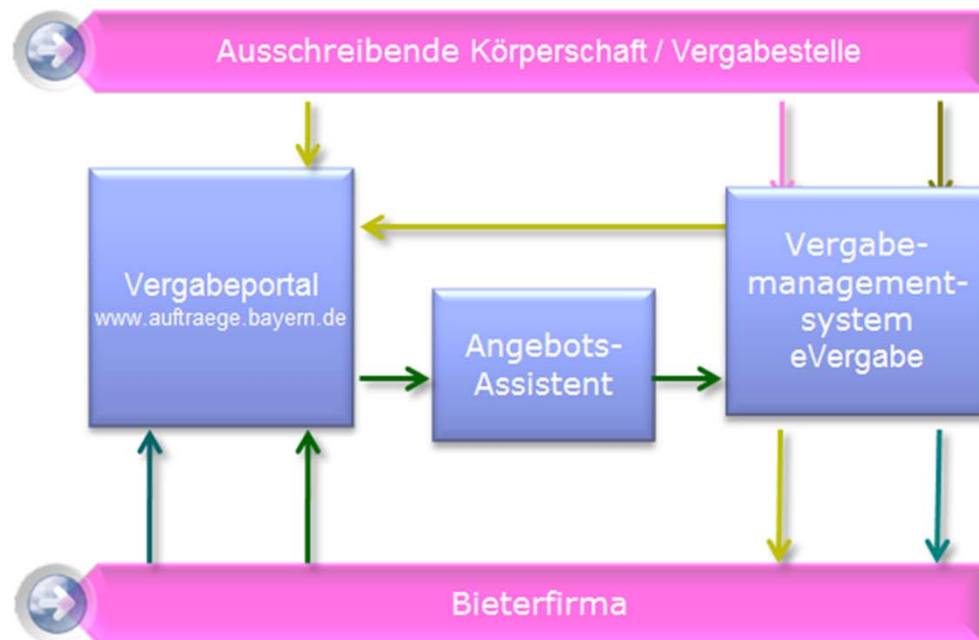 Ausschreibende Körperschaft / Vergabestelle
Vergabeportal
www.auftraege.bayern.de
Angebots-
Assistent
Vergabe-
management-
system
eVergabe
Bieterfirma